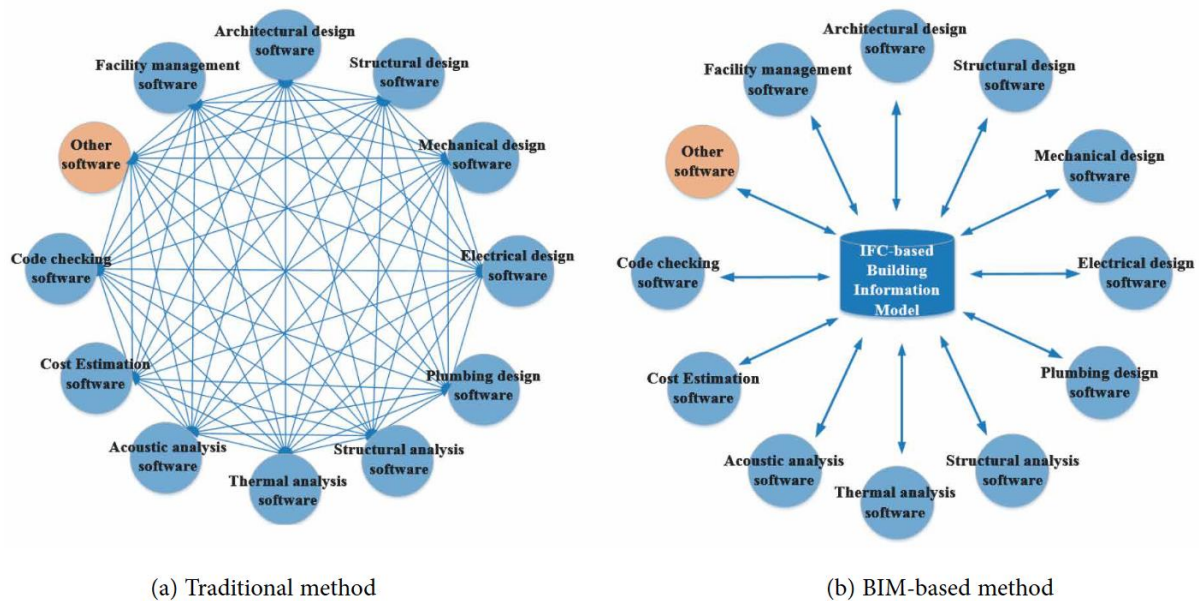 Architectural design
software
Facility management
software
Structural design
software
Other
software
Mechanical design
software
Code checking
software
Electrical design
software
Cost Estimation
software
Plumbing design
software
Acoustic analysis
software
Structural analysis
software
Thermal analysis
software
(a) Traditional method
Architectural design
software
Facility management
software
Structural design
software
Other
software
Mechanical design
software
IFC-based
Building
Information
Model
Code checking
software
Electrical design
software
Cost Estimation
software
Plumbing design
software
Acoustic analysis
software
Structural analysis
software
Thermal analysis
software
(b) BIM-based method